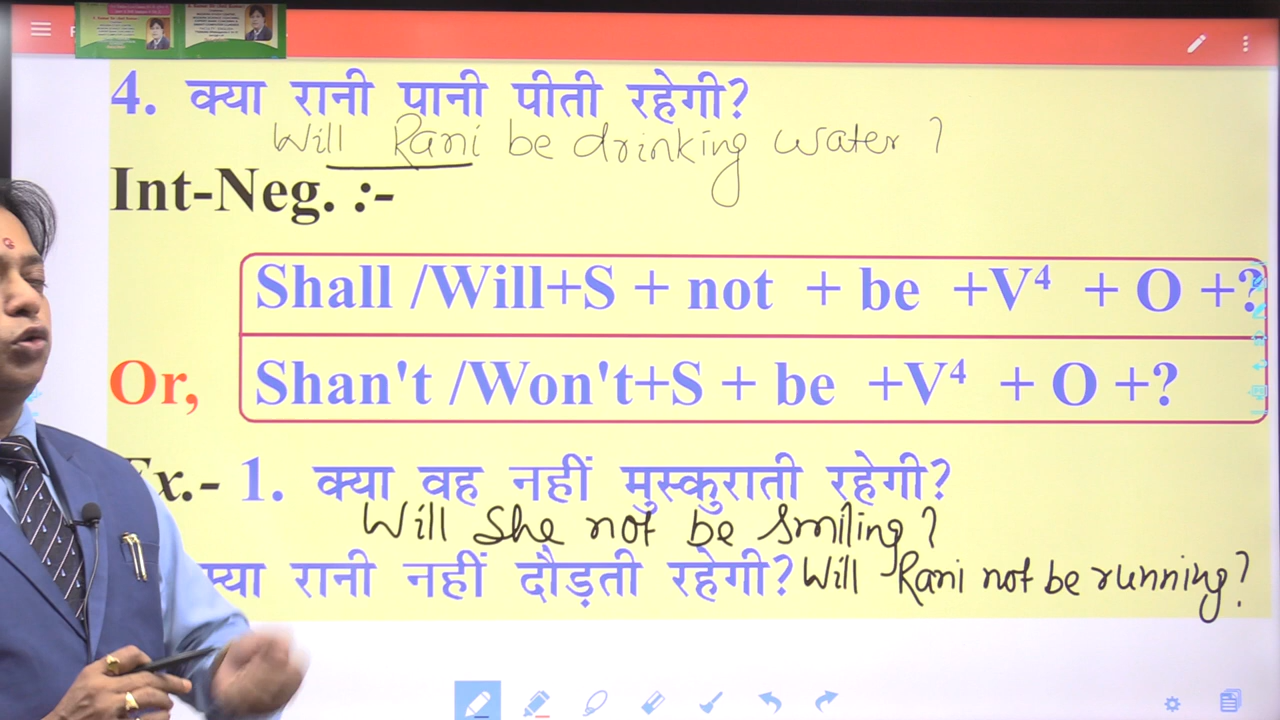 4. क्या रानी पानी पीती रहेगी?
Will Rani be drinking water?
Int-Neg. :-
Shall /Will+S + not + be +V⁴ + O +?
Or, Shan't /Won't+S + be +V⁴ + O +?
Ex.- 1. क्या वह नहीं मुस्कुराती रहेगी?
Will She not be smiling?
क्या रानी नहीं दौड़ती रहेगी? Will Rani not be running?